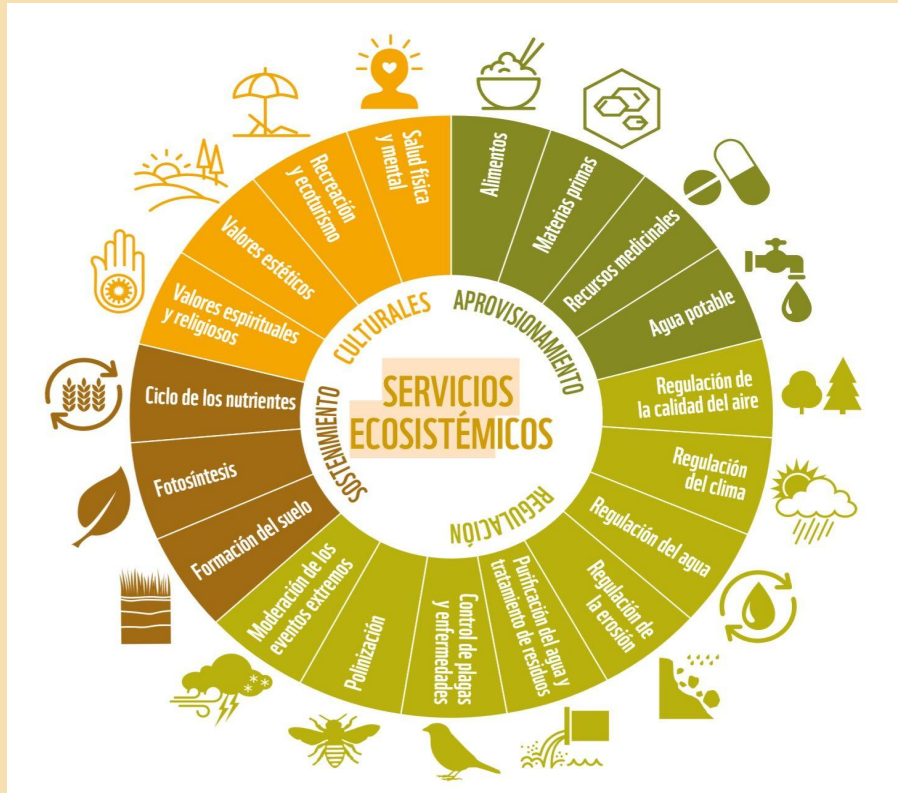 SERVICIOS
ECOSISTÉMICOS
APROVISIONAMIENTO
Alimentos
Materias primas
Recursos medicinales
Agua potable
REGULACIÓN
Regulación de
la calidad del aire
Regulación
del clima
Regulación del agua
Regulación de
la erosión
Purificación del agua y
tratamiento de residuos
Control de plagas
y enfermedades
Polinización
Moderación de los
eventos extremos
SOSTENIMIENTO
Formación del suelo
Fotosíntesis
Ciclo de los nutrientes
CULTURALES
Valores espirituales
y religiosos
Valores estéticos
Recreación
y ecoturismo
Salud física
y mental